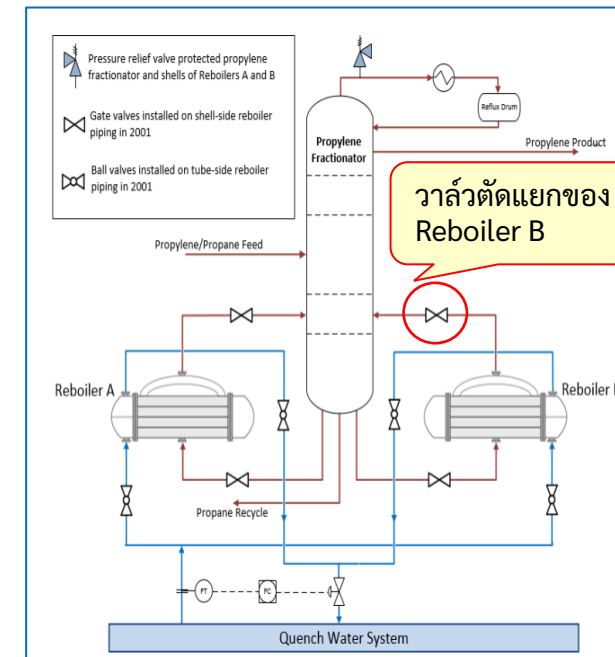 Pressure relief valve protected propylene
fractionator and shells of Reboilers A and B
Gate valves installed on shell-side reboiler
piping in 2001
Ball valves installed on tube-side reboiler
piping in 2001
Reflux Drum
Propylene
Fractionator
Propylene Product
วาล์วตัดแยกของ
Reboiler B
Propylene/Propane Feed
Reboiler A
Reboiler
Propane Recycle
FT
FC
Quench Water System